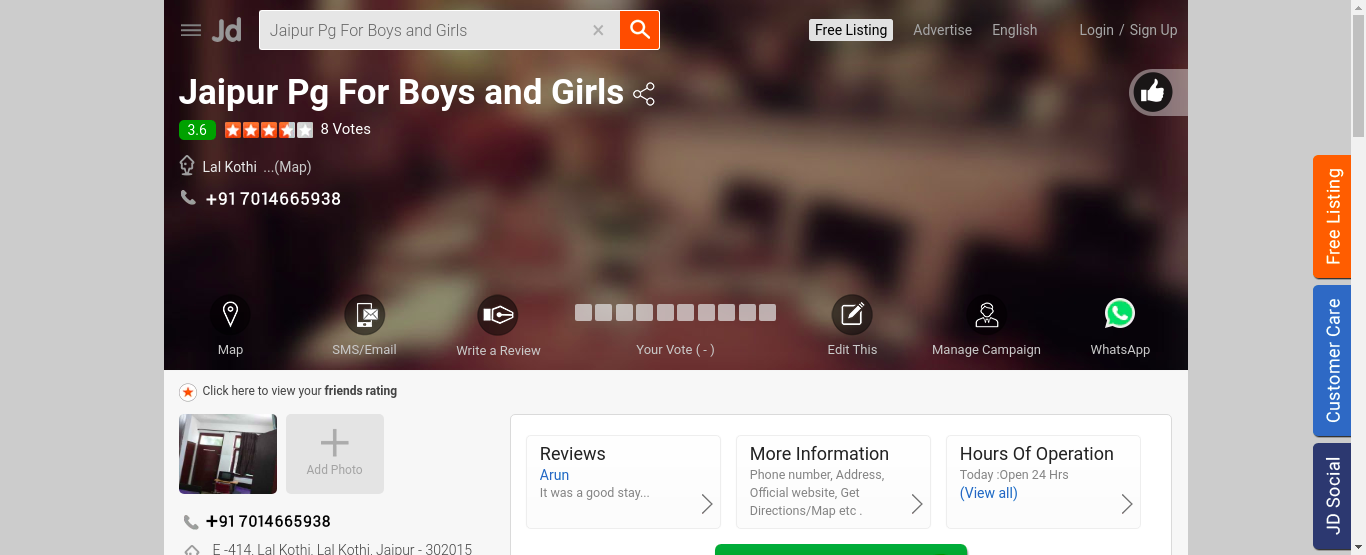 Jd
Jaipur Pg For Boys and Girls
Free Listing
Advertise
English
Login / Sign Up
Jaipur Pg For Boys and Girls
3.6
8 Votes
Lal Kothi ...(Map)
+91 7014665938
Map
SMS/Email
Write a Review
Your Vote ( - )
Edit This
Manage Campaign
WhatsApp
Click here to view your friends rating
Add Photo
+91 7014665938
E -414, Lal Kothi, Lal Kothi, Jaipur - 302015
Reviews
Arun
It was a good stay...
More Information
Phone number, Address,
Official website, Get
Directions/Map etc .
Hours Of Operation
Today :Open 24 Hrs
(View all)
Free Listing
Customer Care
JD Social